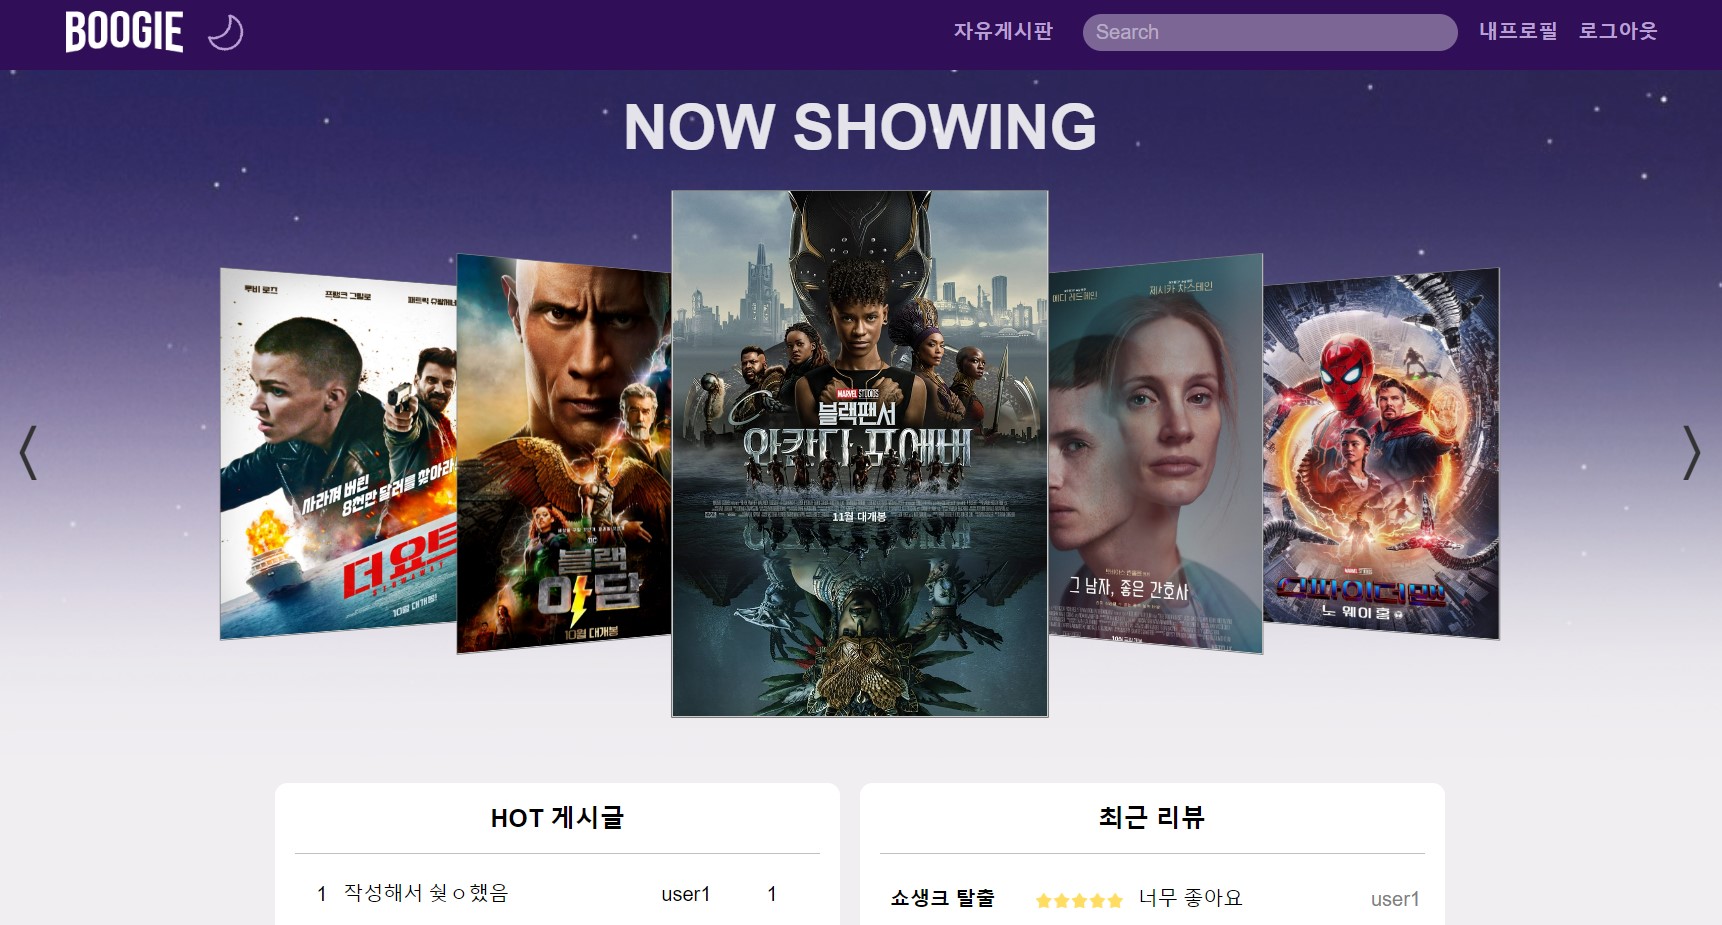 BOOGIE
자유게시판
Search
내프로필
로그아웃
NOW SHOWING
루비 로즈
프랭크 그릴로
패트릭 슈왈제네
사라져 버린
8천만 달러를 찾아라
더 요트
10월 대개봉!
DC
블랙
아담
10월 대개봉
MARVEL STUDIOS
블랙팬서
와칸다 포에버
11월 대개봉
에디 레드메인
제시카 차스테인
그 남자, 좋은 간호사
스파이더맨
노 웨이 홈
HOT 게시글
1 작성해서 쉿ㅇ했음 user1 1
최근 리뷰
쇼생크 탈출 너무 좋아요 user1